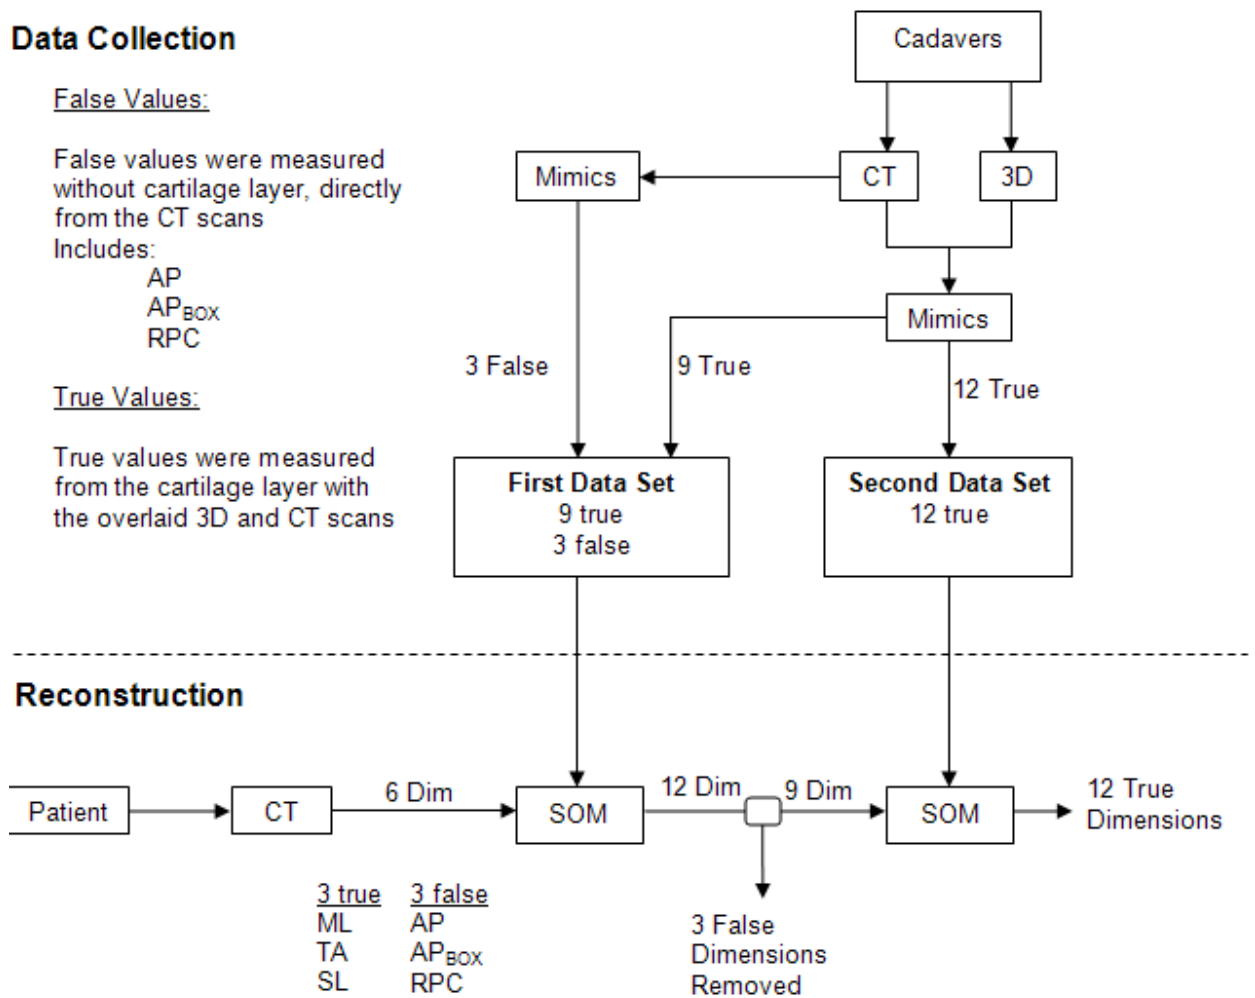 Data Collection
Cadavers
False Values:
False values were measured
without cartilage layer, directly
from the CT scans
Includes:
AP
APBOX
RPC
Mimics
CT
3D
Mimics
3 False
9 True
12 True
True Values:
True values were measured
from the cartilage layer with
the overlaid 3D and CT scans
First Data Set
9 true
3 false
Second Data Set
12 true
Reconstruction
Patient
CT
6 Dim
SOM
12 Dim
9 Dim
SOM
12 True
Dimensions
3 true
ML
TA
SL
3 false
AP
APBOX
RPC
3 False
Dimensions
Removed